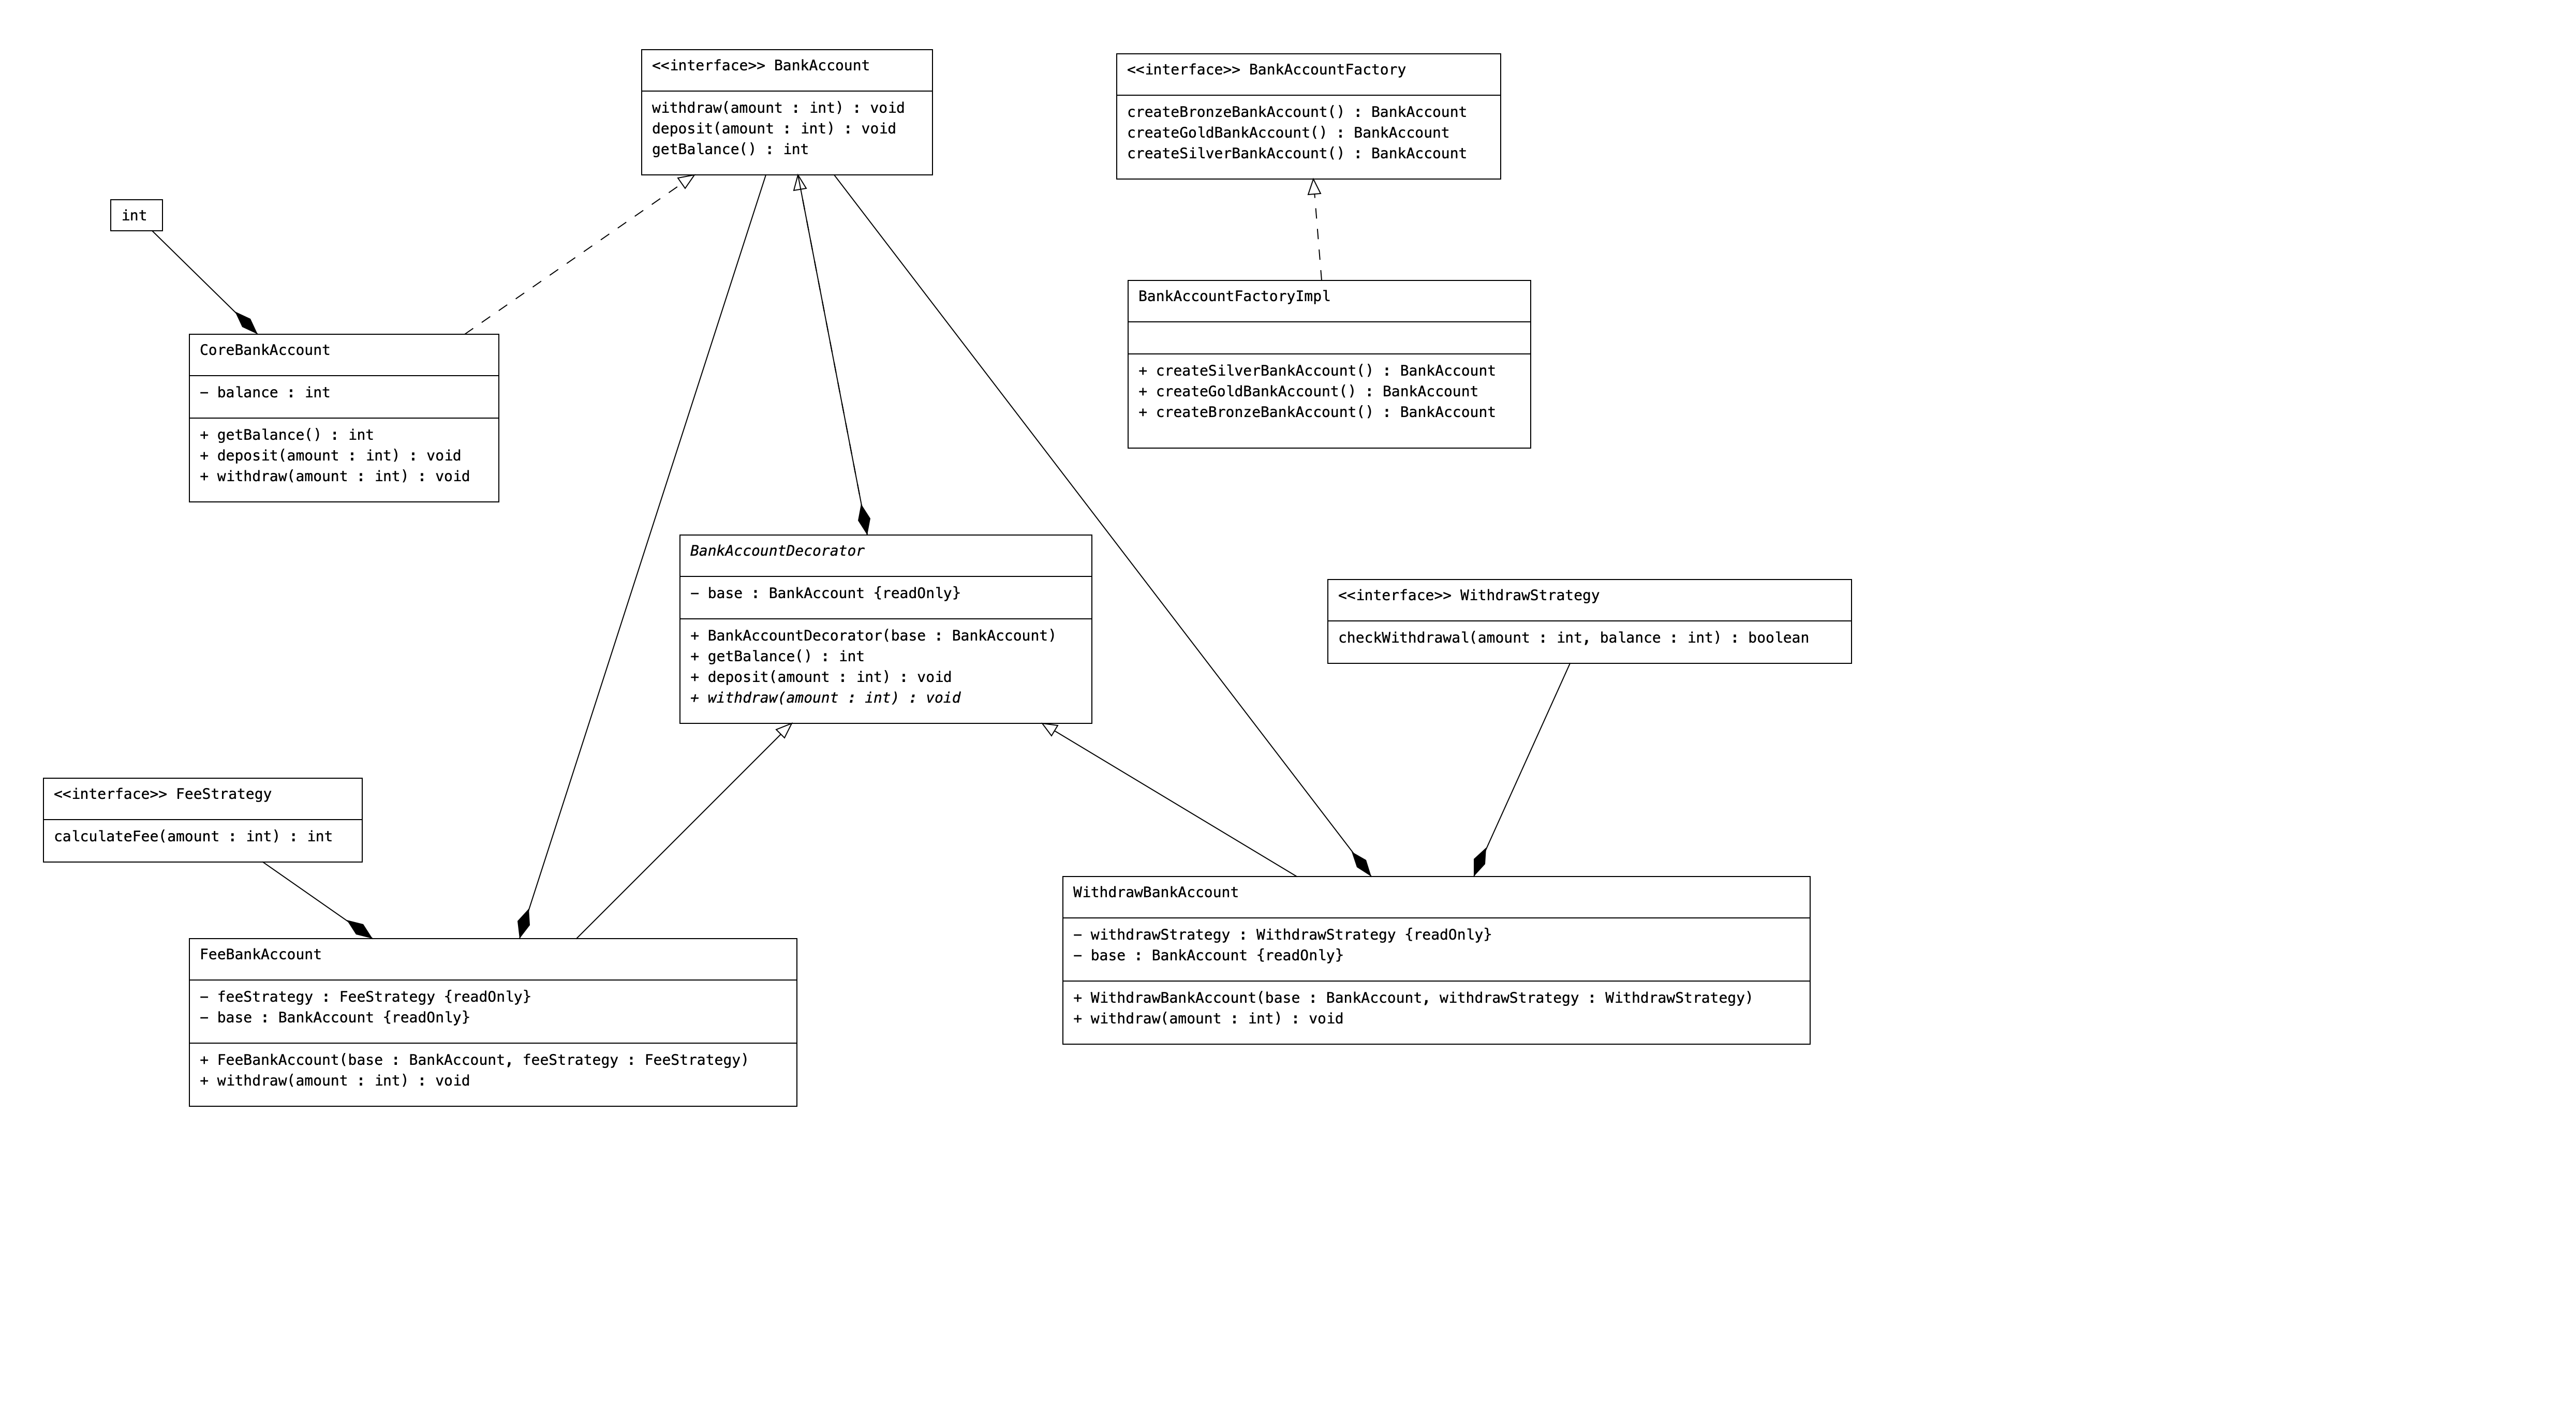 <<interface>> BankAccount
withdraw(amount : int) : void
deposit(amount : int) : void
getBalance() : int
<<interface>> BankAccountFactory
createBronzeBankAccount() : BankAccount
createGoldBankAccount() : BankAccount
createSilverBankAccount() : BankAccount
int
BankAccountFactoryImpl
+ createSilverBankAccount() : BankAccount
+ createGoldBankAccount() : BankAccount
+ createBronzeBankAccount() : BankAccount
CoreBankAccount
− balance : int
+ getBalance() : int
+ deposit(amount : int) : void
+ withdraw(amount : int) : void
BankAccountDecorator
− base : BankAccount {readOnly}
+ BankAccountDecorator(base : BankAccount)
+ getBalance() : int
+ deposit(amount : int) : void
+ withdraw(amount : int) : void
<<interface>> WithdrawStrategy
checkWithdrawal(amount : int, balance : int) : boolean
<<interface>> FeeStrategy
calculateFee(amount : int) : int
WithdrawBankAccount
− withdrawStrategy : WithdrawStrategy {readOnly}
− base : BankAccount {readOnly}
+ WithdrawBankAccount(base : BankAccount, withdrawStrategy : WithdrawStrategy)
+ withdraw(amount : int) : void
FeeBankAccount
− feeStrategy : FeeStrategy {readOnly}
− base : BankAccount {readOnly}
+ FeeBankAccount(base : BankAccount, feeStrategy : FeeStrategy)
+ withdraw(amount : int) : void